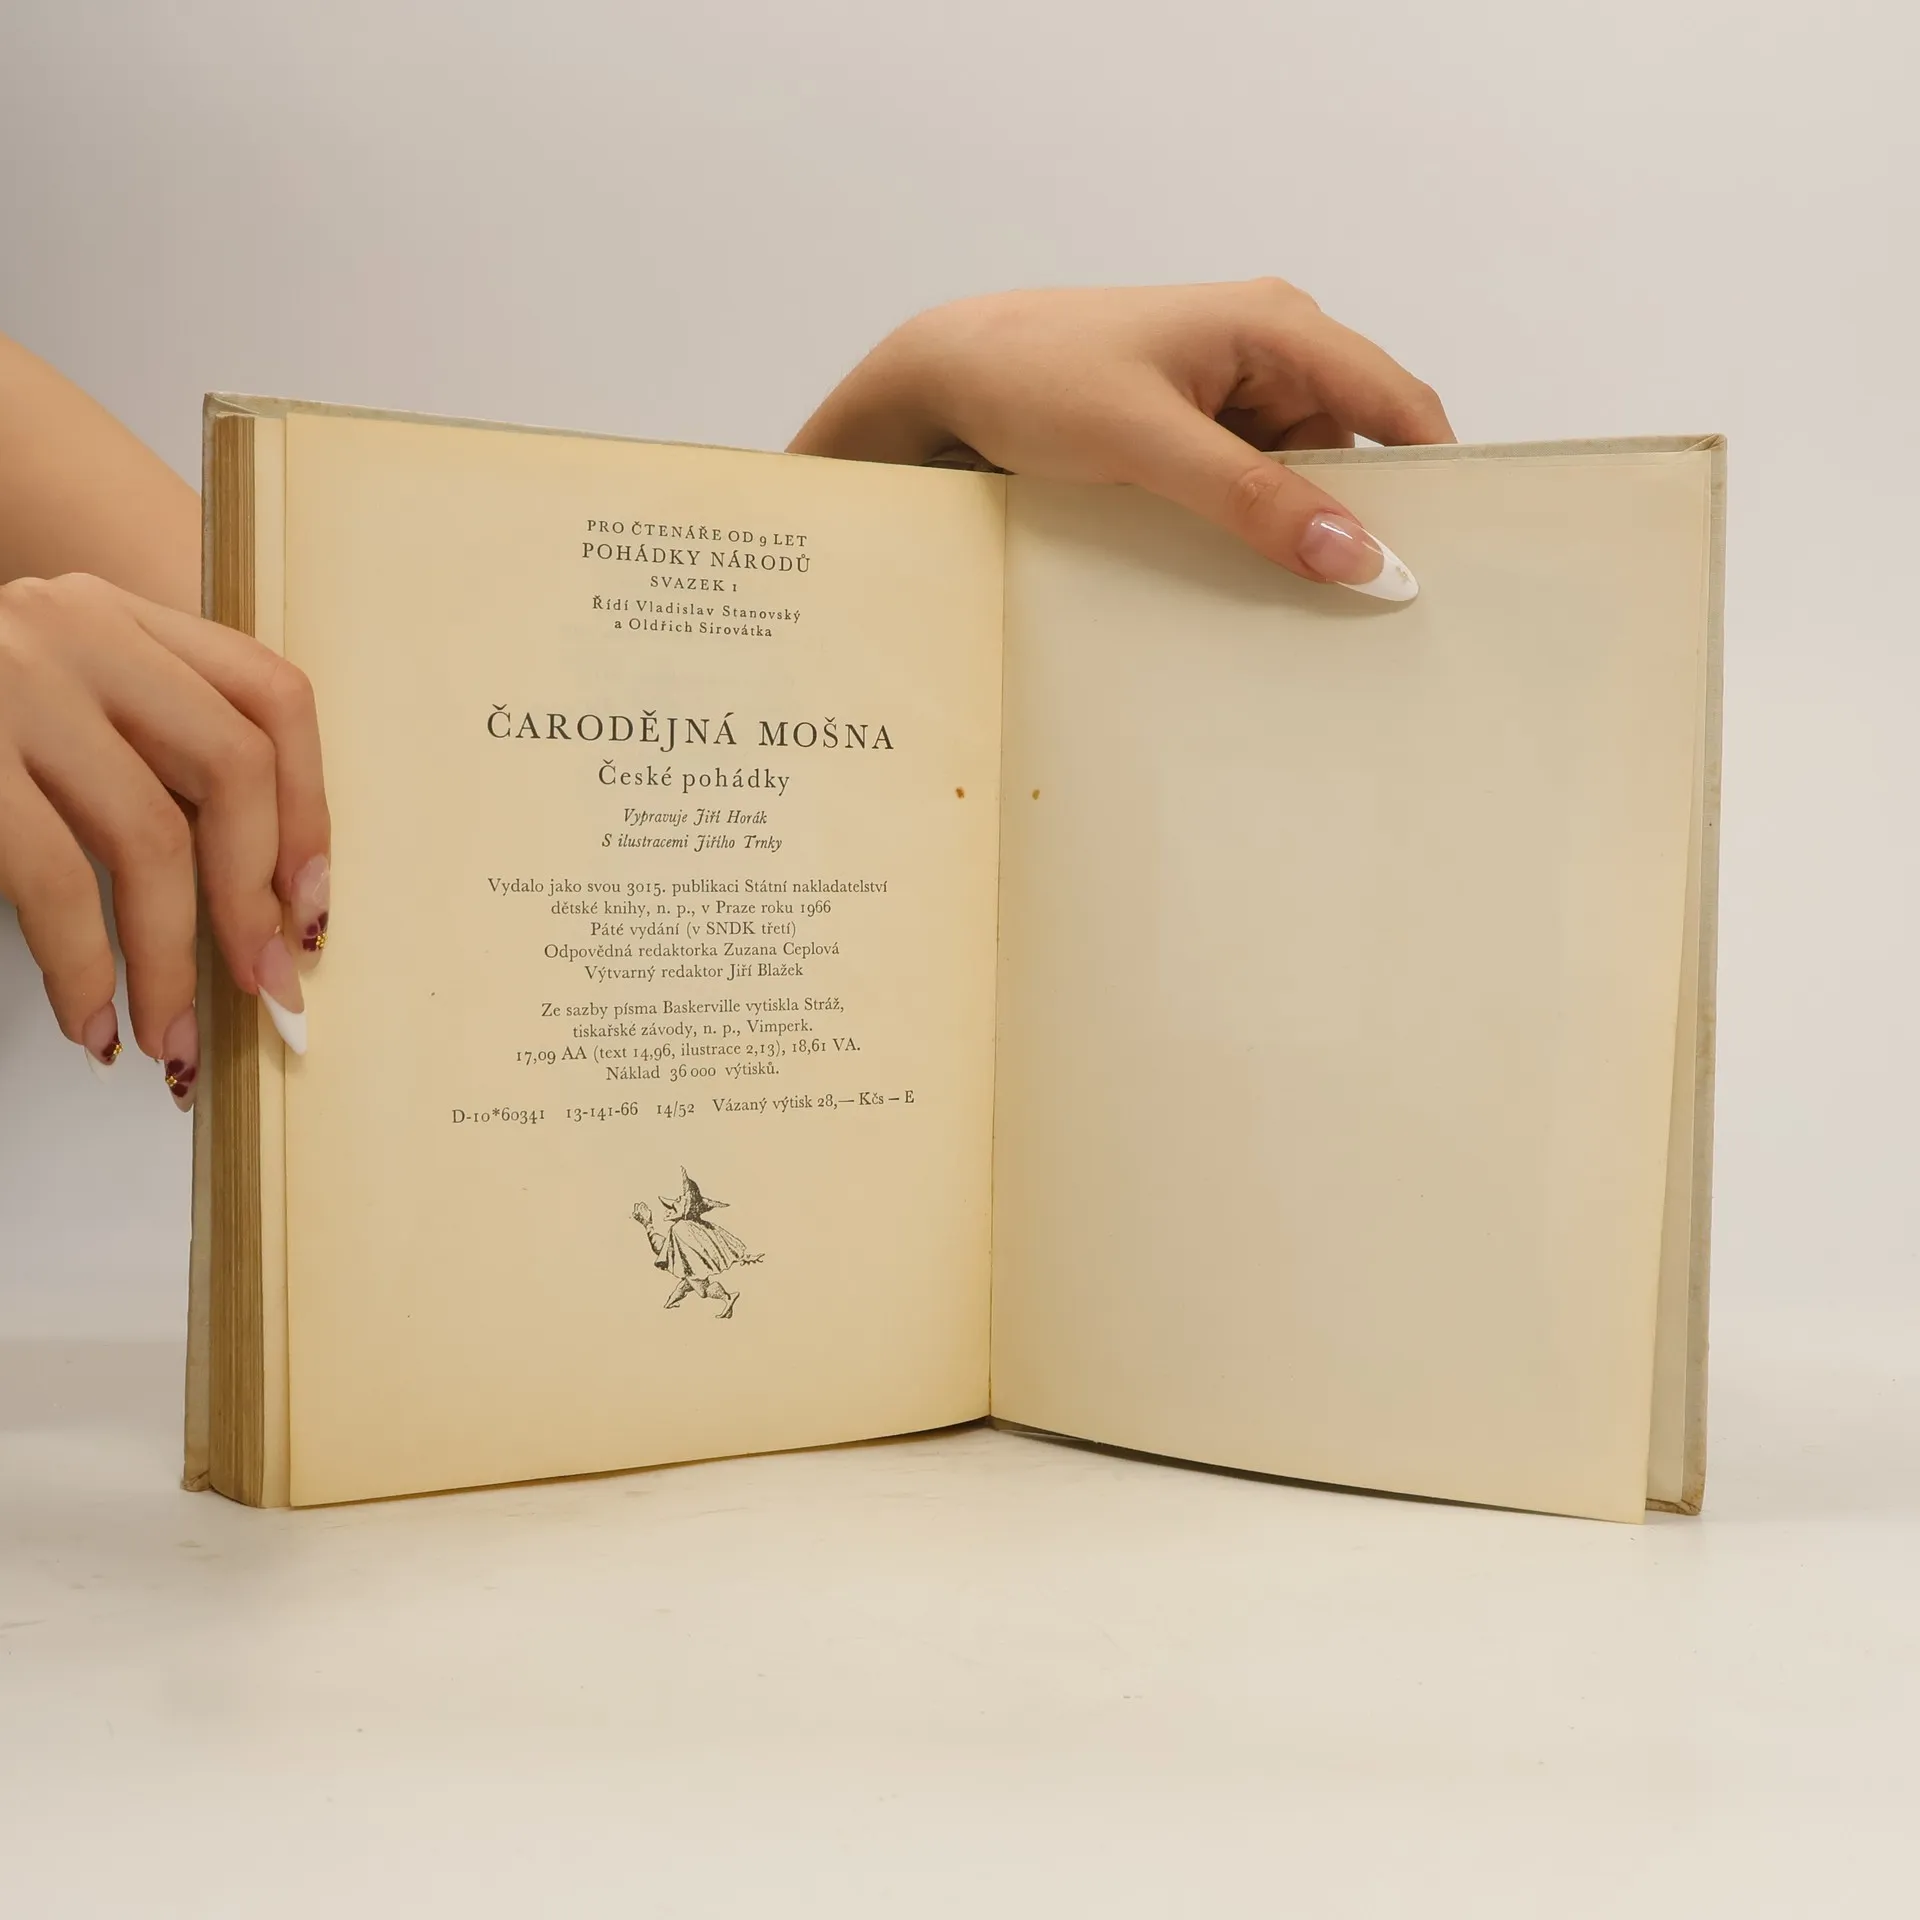 PRO ČTENÁŘE OD 9 LET
POHÁDKY NÁRODŮ
SVAZEK 1
Řídí Vladislav Stanovský
a Oldřich Sirovátka
ČARODĚJNÁ MOŠNA
České pohádky
Vypravuje Jiří Horák
S ilustracemi Jiřího Trnky
Vydalo jako svou 3015. publikaci Státní nakladatelství
dětské knihy, n. p., v Praze roku 1966
Páté vydání (v SNDK třetí)
Odpovědná redaktorka Zuzana Ceplová
Výtvarný redaktor Jiří Blažek
Ze sazby písma Baskerville vytiskla Stráž,
tiskařské závody, n. p., Vimperk.
17,09 AA (text 14,96, ilustrace 2,13), 18,61 VA.
Náklad 36 000 výtisků.
D-10*60341 13-141-66 14/52 Vázaný výtisk 28,— Kčs – E